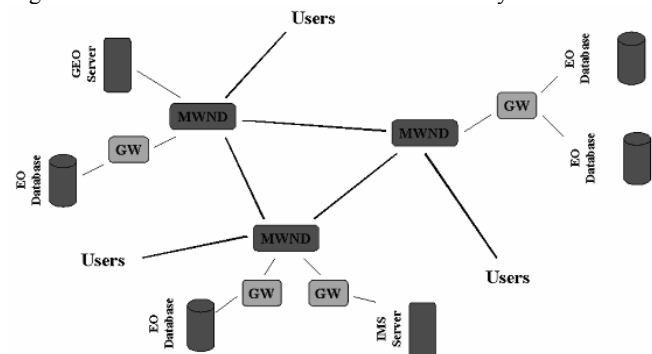 Users
GEO
Server
EO
Database
MWND
GW
MWND
GW
EO
Database
EO
Database
MWND
Users
Users
GW
GW
EO
Database
IMS
Server